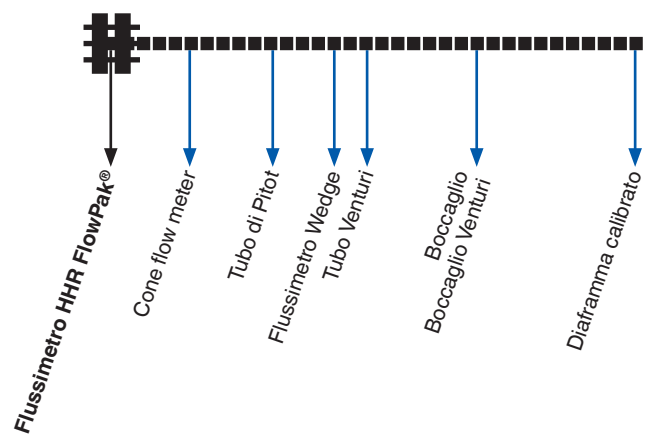 Flussimetro HHR FlowPak®
Cone flow meter
Tubo di Pitot
Flussimetro Wedge
Tubo Venturi
Boccaglio
Boccaglio Venturi
Diaframma calibrato